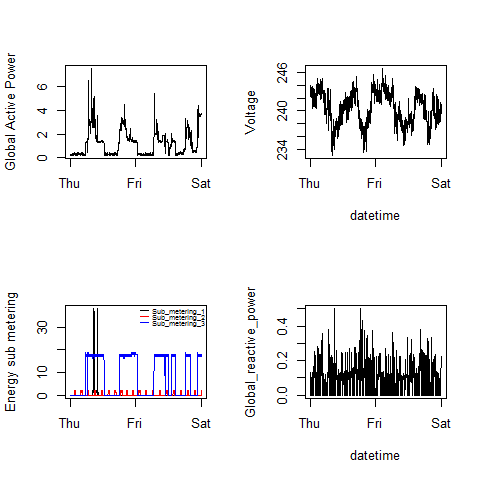 Global Active Power
0 2 4 6
Thu Fri Sat
Voltage
234 240 246
Thu Fri Sat
datetime
Energy sub metering
0 10 30
Sub_metering_1
Sub_metering_2
Sub_metering_3
Thu Fri Sat
Global_reactive_power
0.0 0.2 0.4
Thu Fri Sat
datetime